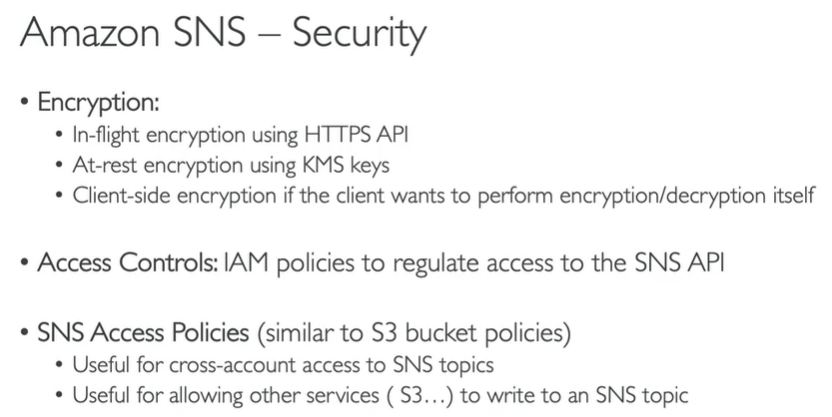 Amazon SNS – Security
• Encryption:
• In-flight encryption using HTTPS API
• At-rest encryption using KMS keys
• Client-side encryption if the client wants to perform encryption/decryption itself
• Access Controls: IAM policies to regulate access to the SNS API
• SNS Access Policies (similar to S3 bucket policies)
• Useful for cross-account access to SNS topics
• Useful for allowing other services ( S3…) to write to an SNS topic